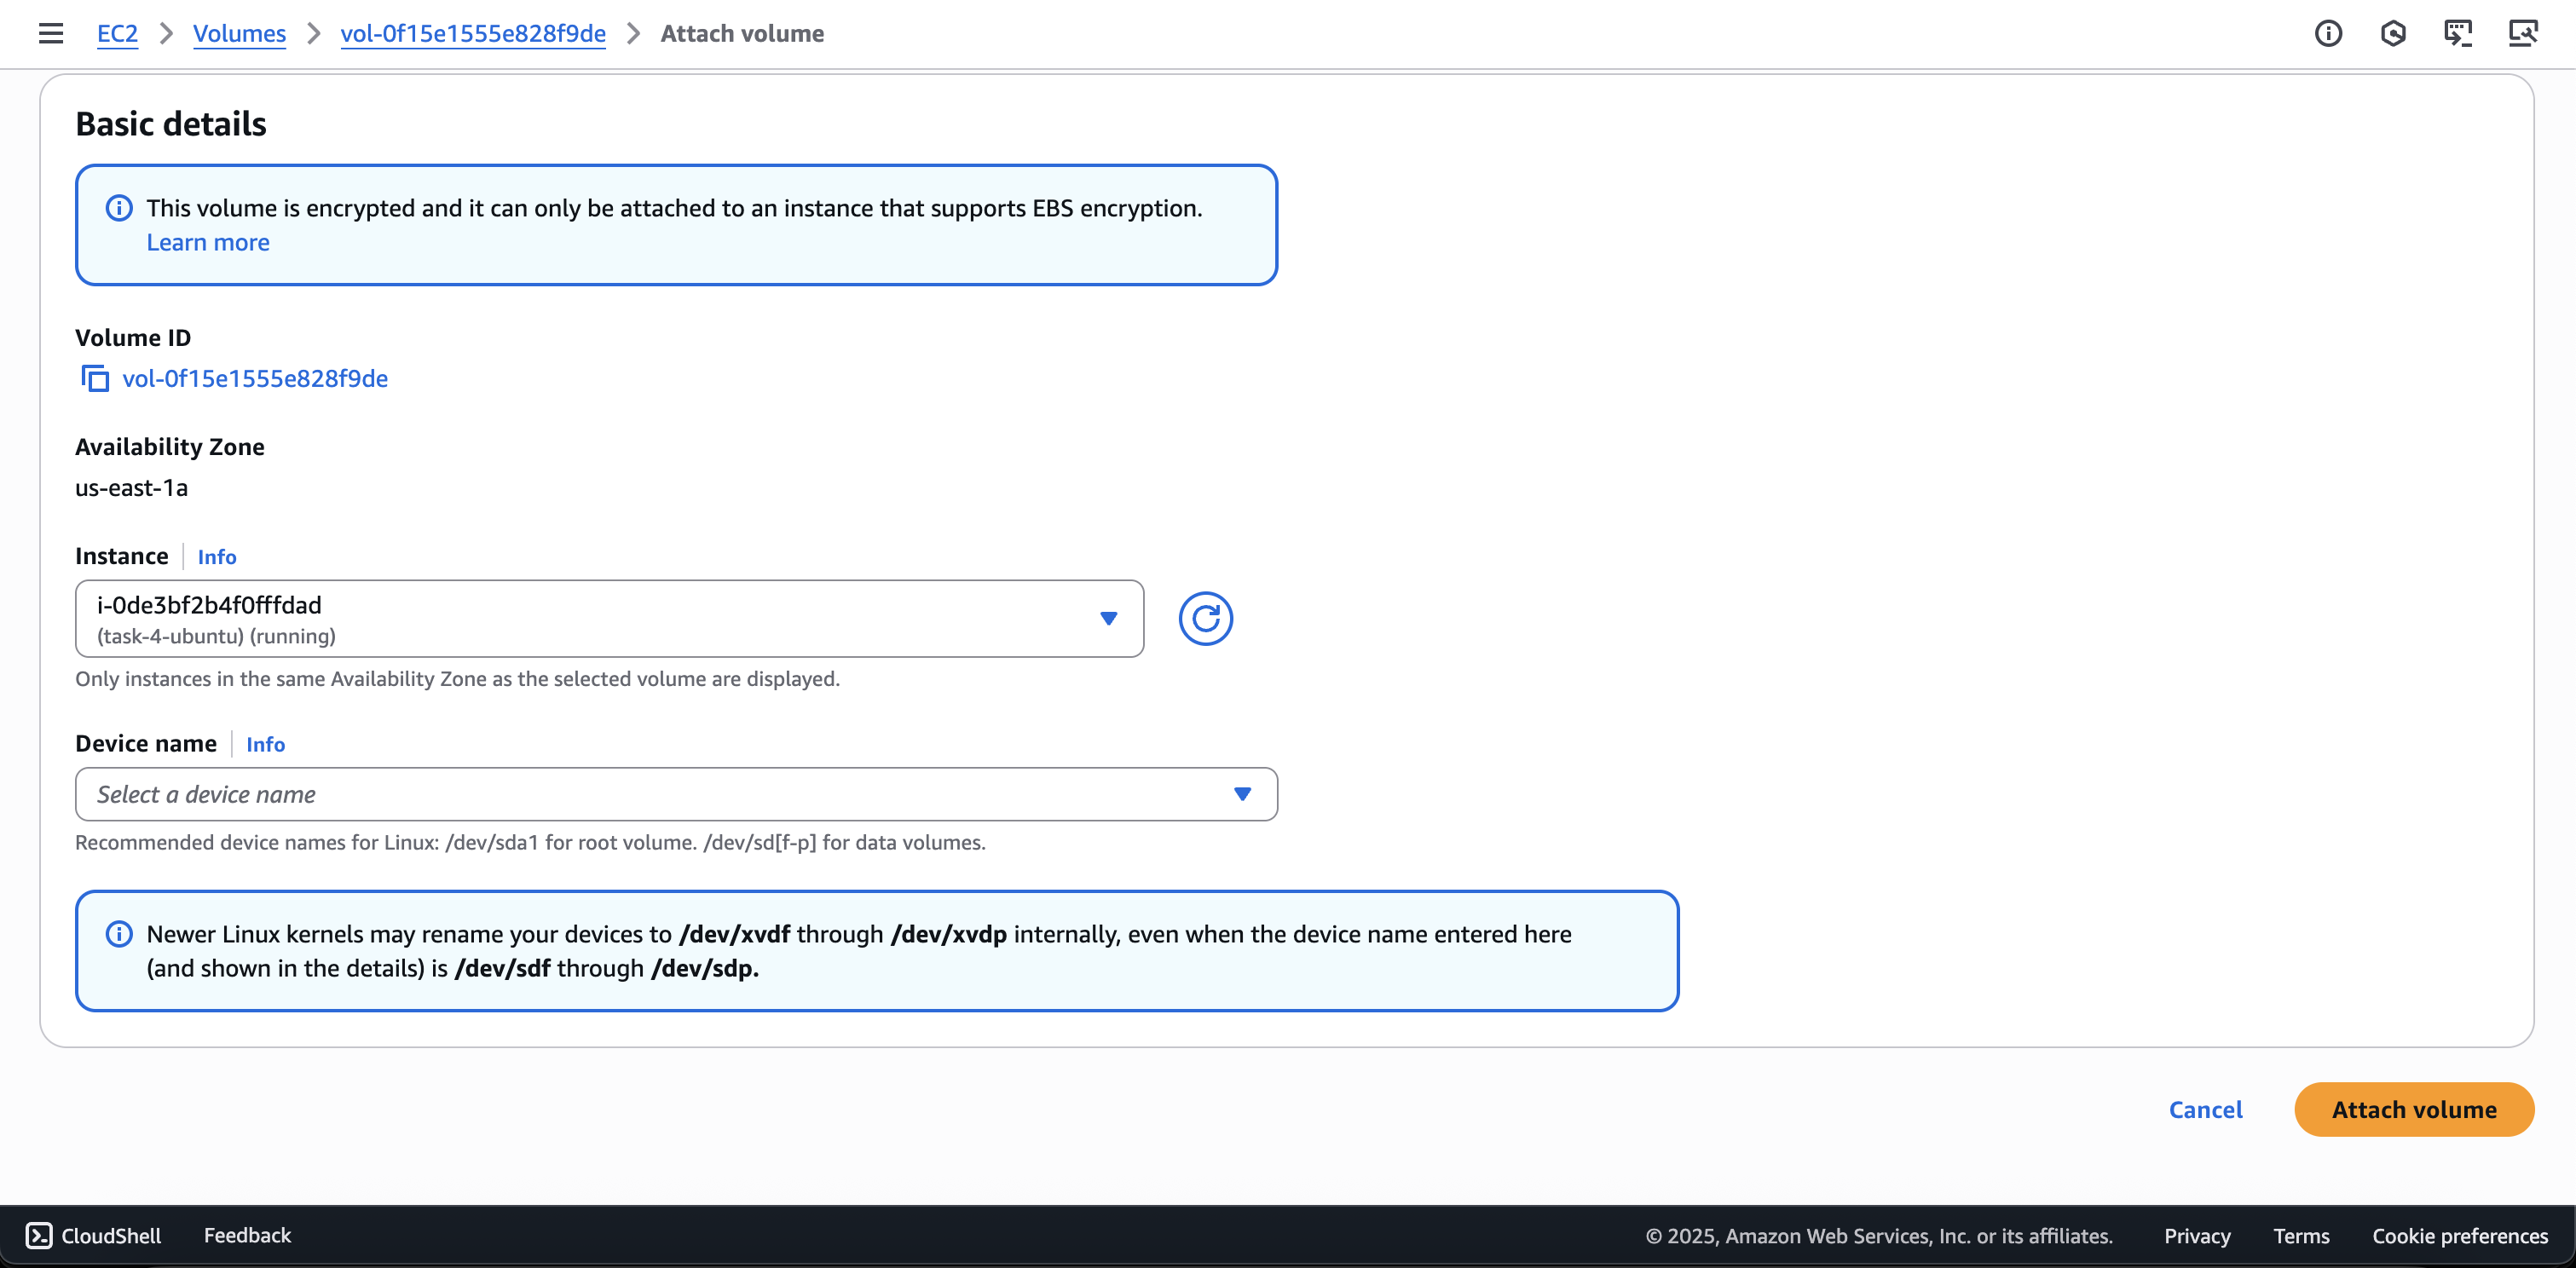 EC2 > Volumes > vol-0f15e1555e828f9de > Attach volume
Basic details
This volume is encrypted and it can only be attached to an instance that supports EBS encryption.
Learn more
Volume ID
vol-0f15e1555e828f9de
Availability Zone
us-east-1a
Instance | Info
i-0de3bf2b4f0fffdad
(task-4-ubuntu) (running)
Only instances in the same Availability Zone as the selected volume are displayed.
Device name | Info
Select a device name
Recommended device names for Linux: /dev/sda1 for root volume. /dev/sd[f-p] for data volumes.
Newer Linux kernels may rename your devices to /dev/xvdf through /dev/xvdp internally, even when the device name entered here
(and shown in the details) is /dev/sdf through /dev/sdp.
Cancel Attach volume
CloudShell Feedback © 2025, Amazon Web Services, Inc. or its affiliates. Privacy Terms Cookie preferences